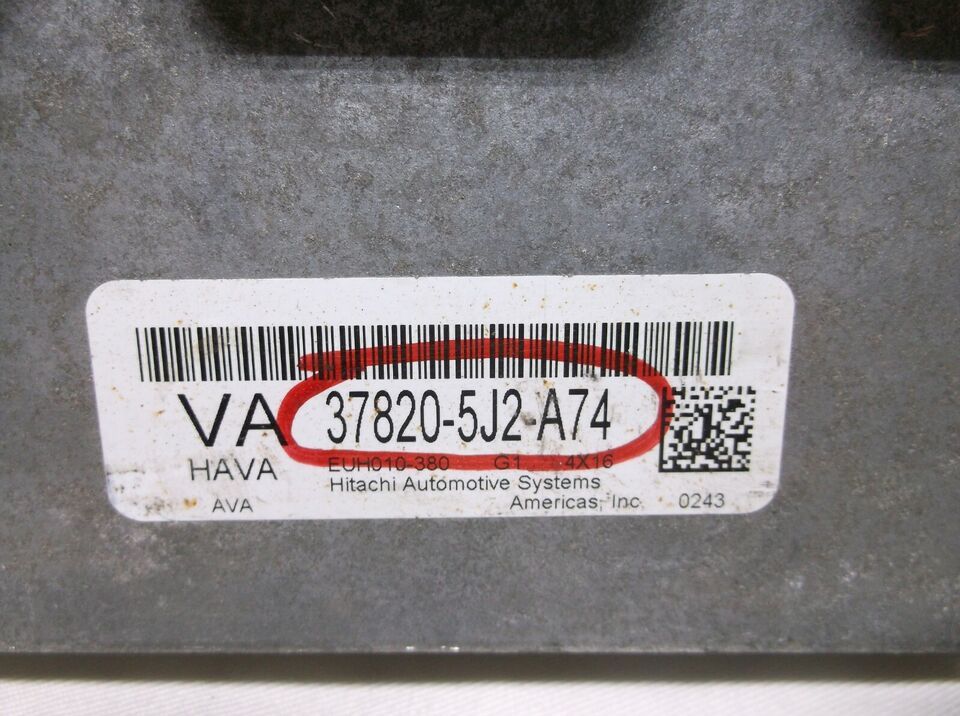 VA 37820-5J2 A74
HAVA EUH010-380 G1 4X16
Hitachi Automotive Systems
AVA Americas, Inc 0243